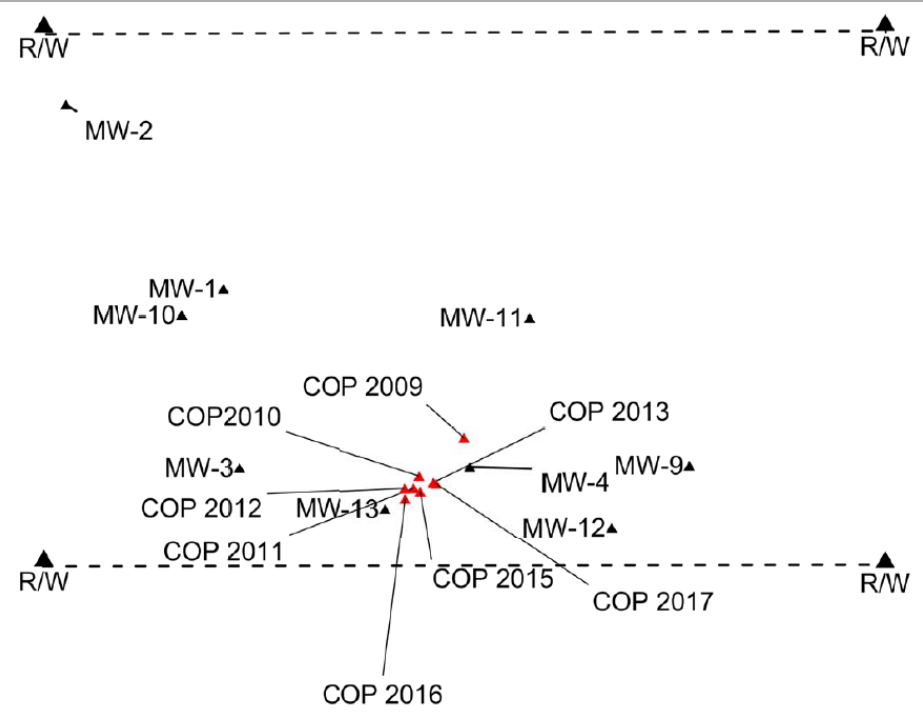 R/W
R/W
MW-2
MW-1
MW-10
MW-11
COP 2009
COP2010
COP 2013
MW-3
MW-9
MW-4
COP 2012
MW-13
MW-12
COP 2011
R/W
COP 2015
R/W
COP 2017
COP 2016